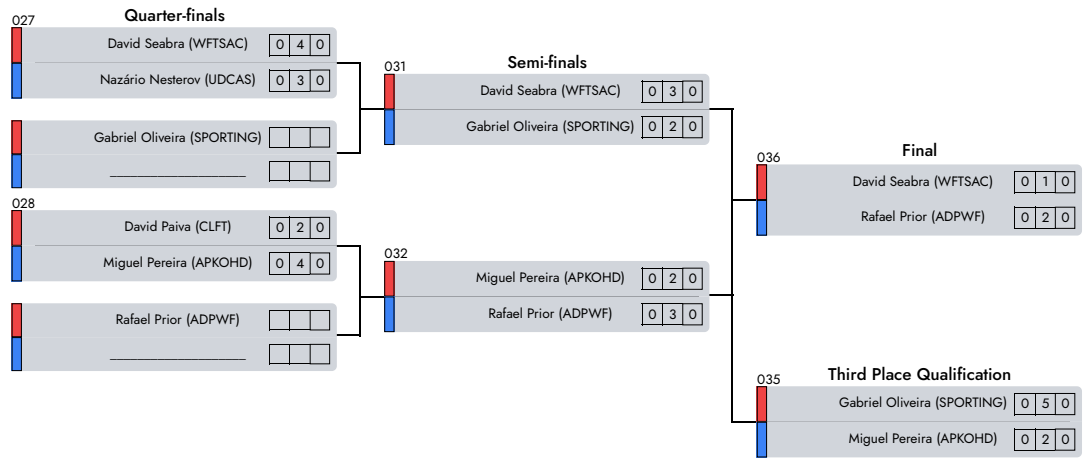 Quarter-finals
027
David Seabra (WFTSAC) 0 4 0
Nazário Nesterov (UDCAS) 0 3 0
Gabriel Oliveira (SPORTING)
____________________
028
David Paiva (CLFT) 0 2 0
Miguel Pereira (APKOHD) 0 4 0
Rafael Prior (ADPWF)
____________________
Semi-finals
031
David Seabra (WFTSAC) 0 3 0
Gabriel Oliveira (SPORTING) 0 2 0
032
Miguel Pereira (APKOHD) 0 2 0
Rafael Prior (ADPWF) 0 3 0
Final
036
David Seabra (WFTSAC) 0 1 0
Rafael Prior (ADPWF) 0 2 0
Third Place Qualification
035
Gabriel Oliveira (SPORTING) 0 5 0
Miguel Pereira (APKOHD) 0 2 0